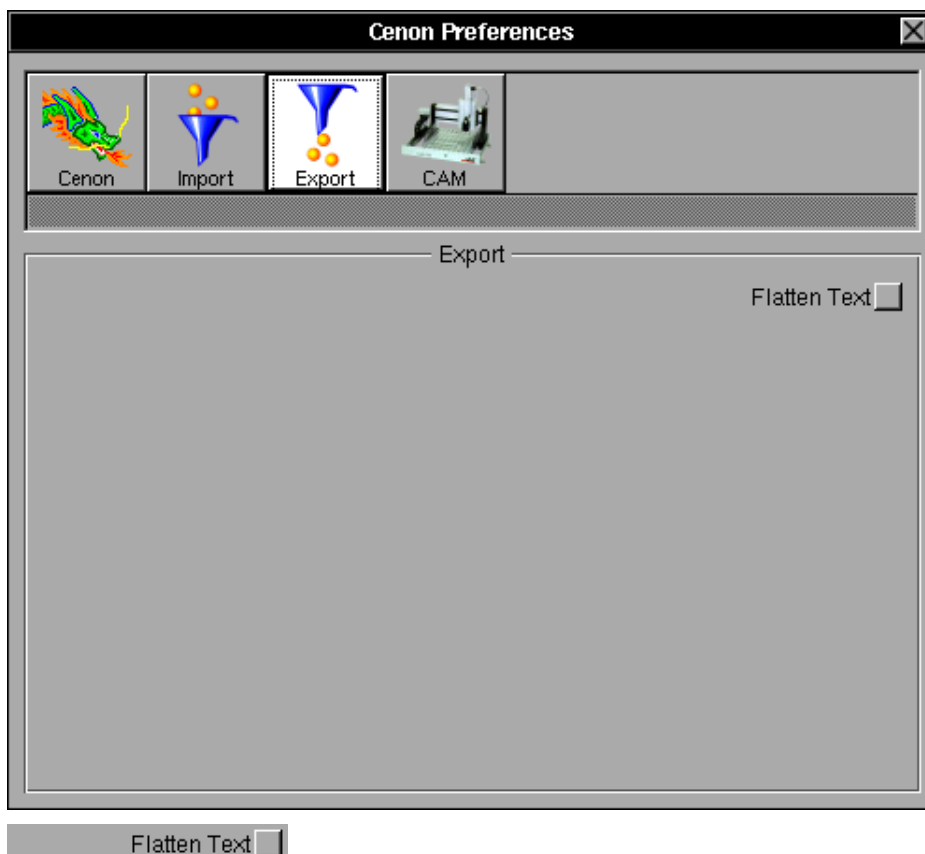 Cenon Preferences
Cenon Import Export CAM
Export
Flatten Text
Flatten Text